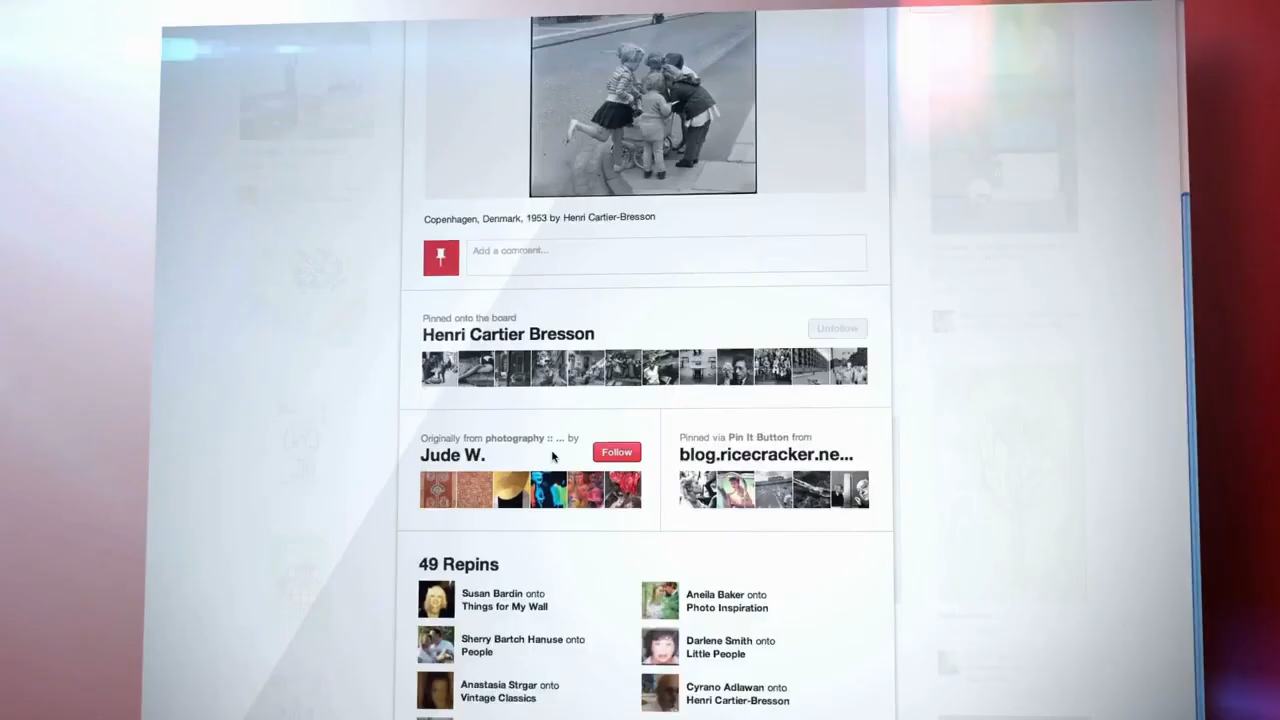 Copenhagen, Denmark, 1953 by Henri Cartier-Bresson
Add a comment...
Pinned onto the board
Henri Cartier Bresson
Unfollow
Originally from photography :: ... by
Jude W.
Follow
Pinned via Pin It Button from
blog.ricecracker.ne...
49 Repins
Susan Bardin onto
Things for My Wall
Aneila Baker onto
Photo Inspiration
Sherry Bartch Hanuse onto
People
Darlene Smith onto
Little People
Anastasia Strgar onto
Vintage Classics
Cyrano Adlawan onto
Henri Cartier-Bresson